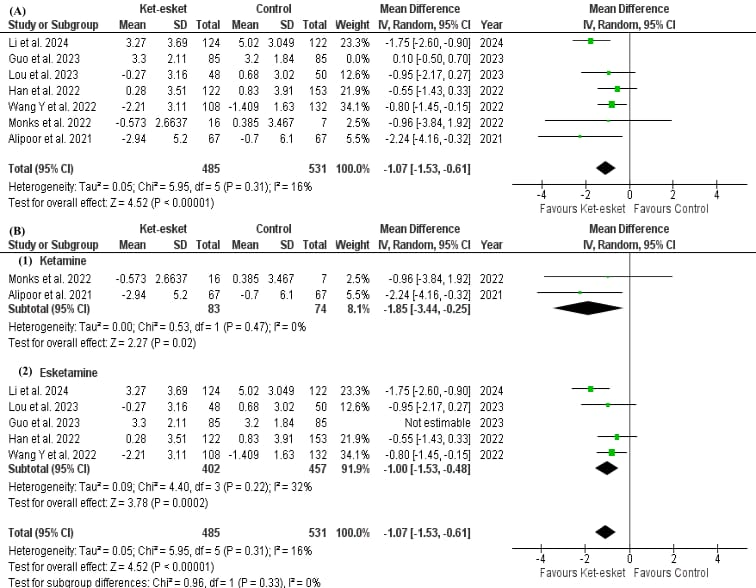 (A) Ket-esket Control Mean Difference Mean Difference
Study or Subgroup Mean SD Total Mean SD Total Weight IV, Random, 95% CI Year IV, Random, 95% CI
Li et al. 2024 3.27 3.69 124 5.02 3.049 122 23.3% -1.75 [-2.60, -0.90] 2024
Guo et al. 2023 3.3 2.11 85 3.2 1.84 85 0.0% 0.10 [-0.50, 0.70] 2023
Lou et al. 2023 -0.27 3.16 48 0.68 3.02 50 12.6% -0.95 [-2.17, 0.27] 2023
Han et al. 2022 0.28 3.51 122 0.83 3.91 153 21.9% -0.55 [-1.43, 0.33] 2022
Wang Y et al. 2022 -2.21 3.11 108 -1.409 1.63 132 34.1% -0.80 [-1.45, -0.15] 2022
Monks et al. 2022 -0.573 2.6637 16 0.385 3.467 7 2.5% -0.96 [-3.84, 1.92] 2022
Alipoor et al. 2021 -2.94 5.2 67 -0.7 6.1 67 5.5% -2.24 [-4.16, -0.32] 2021
Total (95% CI) 485 531 100.0% -1.07 [-1.53, -0.61]
Heterogeneity: Tau² = 0.05; Chi² = 5.95, df = 5 (P = 0.31); I² = 16%
Test for overall effect: Z = 4.52 (P < 0.00001)
-4 -2 0 2 4
Favours Ket-esket Favours Control
(B) Ket-esket Control Mean Difference Mean Difference
Study or Subgroup Mean SD Total Mean SD Total Weight IV, Random, 95% CI Year IV, Random, 95% CI
(1) Ketamine
Monks et al. 2022 -0.573 2.6637 16 0.385 3.467 7 2.5% -0.96 [-3.84, 1.92] 2022
Alipoor et al. 2021 -2.94 5.2 67 -0.7 6.1 67 5.5% -2.24 [-4.16, -0.32] 2021
Subtotal (95% CI) 83 74 8.1% -1.85 [-3.44, -0.25]
Heterogeneity: Tau² = 0.00; Chi² = 0.53, df = 1 (P = 0.47); I² = 0%
Test for overall effect: Z = 2.27 (P = 0.02)
(2) Esketamine
Li et al. 2024 3.27 3.69 124 5.02 3.049 122 23.3% -1.75 [-2.60, -0.90] 2024
Lou et al. 2023 -0.27 3.16 48 0.68 3.02 50 12.6% -0.95 [-2.17, 0.27] 2023
Guo et al. 2023 3.3 2.11 85 3.2 1.84 85 Not estimable 2023
Han et al. 2022 0.28 3.51 122 0.83 3.91 153 21.9% -0.55 [-1.43, 0.33] 2022
Wang Y et al. 2022 -2.21 3.11 108 -1.409 1.63 132 34.1% -0.80 [-1.45, -0.15] 2022
Subtotal (95% CI) 402 457 91.9% -1.00 [-1.53, -0.48]
Heterogeneity: Tau² = 0.09; Chi² = 4.40, df = 3 (P = 0.22); I² = 32%
Test for overall effect: Z = 3.78 (P = 0.0002)
Total (95% CI) 485 531 100.0% -1.07 [-1.53, -0.61]
Heterogeneity: Tau² = 0.05; Chi² = 5.95, df = 5 (P = 0.31); I² = 16%
Test for overall effect: Z = 4.52 (P < 0.00001)
Test for subgroup differences: Chi² = 0.96, df = 1 (P = 0.33), I² = 0%
-4 -2 0 2 4
Favours Ket-esket Favours Control